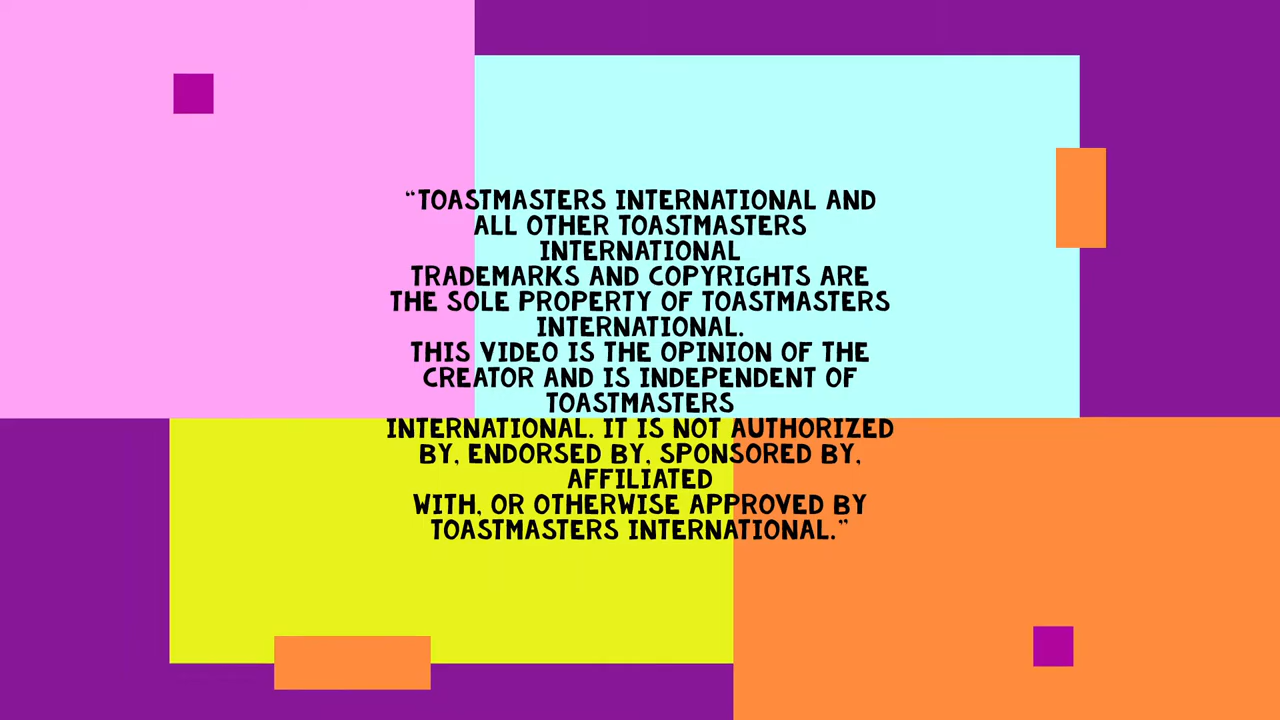 “TOASTMASTERS INTERNATIONAL AND
ALL OTHER TOASTMASTERS
INTERNATIONAL
TRADEMARKS AND COPYRIGHTS ARE
THE SOLE PROPERTY OF TOASTMASTERS
INTERNATIONAL.
THIS VIDEO IS THE OPINION OF THE
CREATOR AND IS INDEPENDENT OF
TOASTMASTERS
INTERNATIONAL. IT IS NOT AUTHORIZED
BY, ENDORSED BY, SPONSORED BY,
AFFILIATED
WITH, OR OTHERWISE APPROVED BY
TOASTMASTERS INTERNATIONAL.”